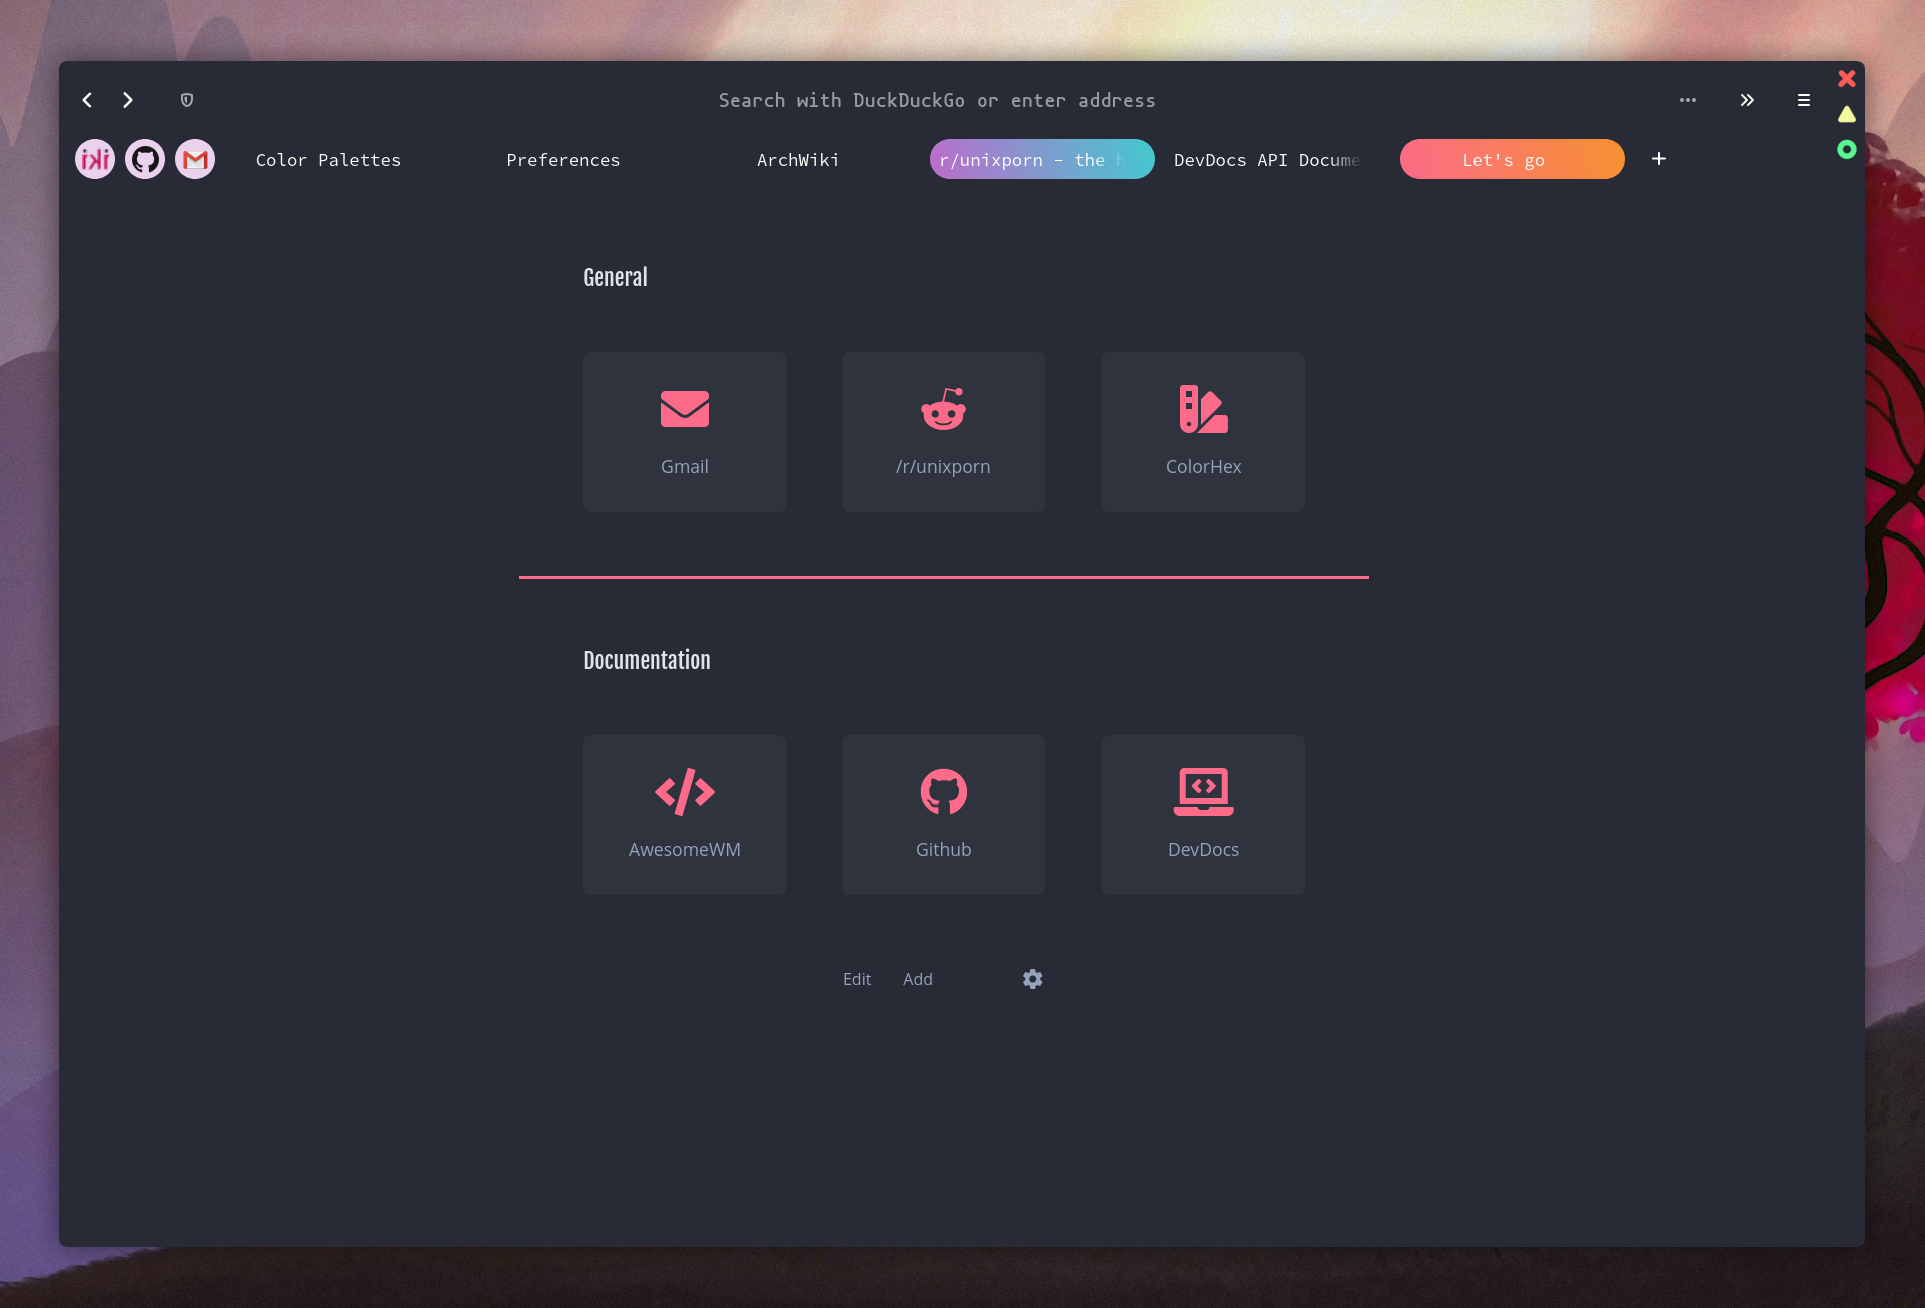 Search with DuckDuckGo or enter address
iki
Color Palettes
Preferences
ArchWiki
r/unixporn – the h
DevDocs API Docume
Let's go
General
Gmail
/r/unixporn
ColorHex
Documentation
AwesomeWM
Github
DevDocs
Edit
Add